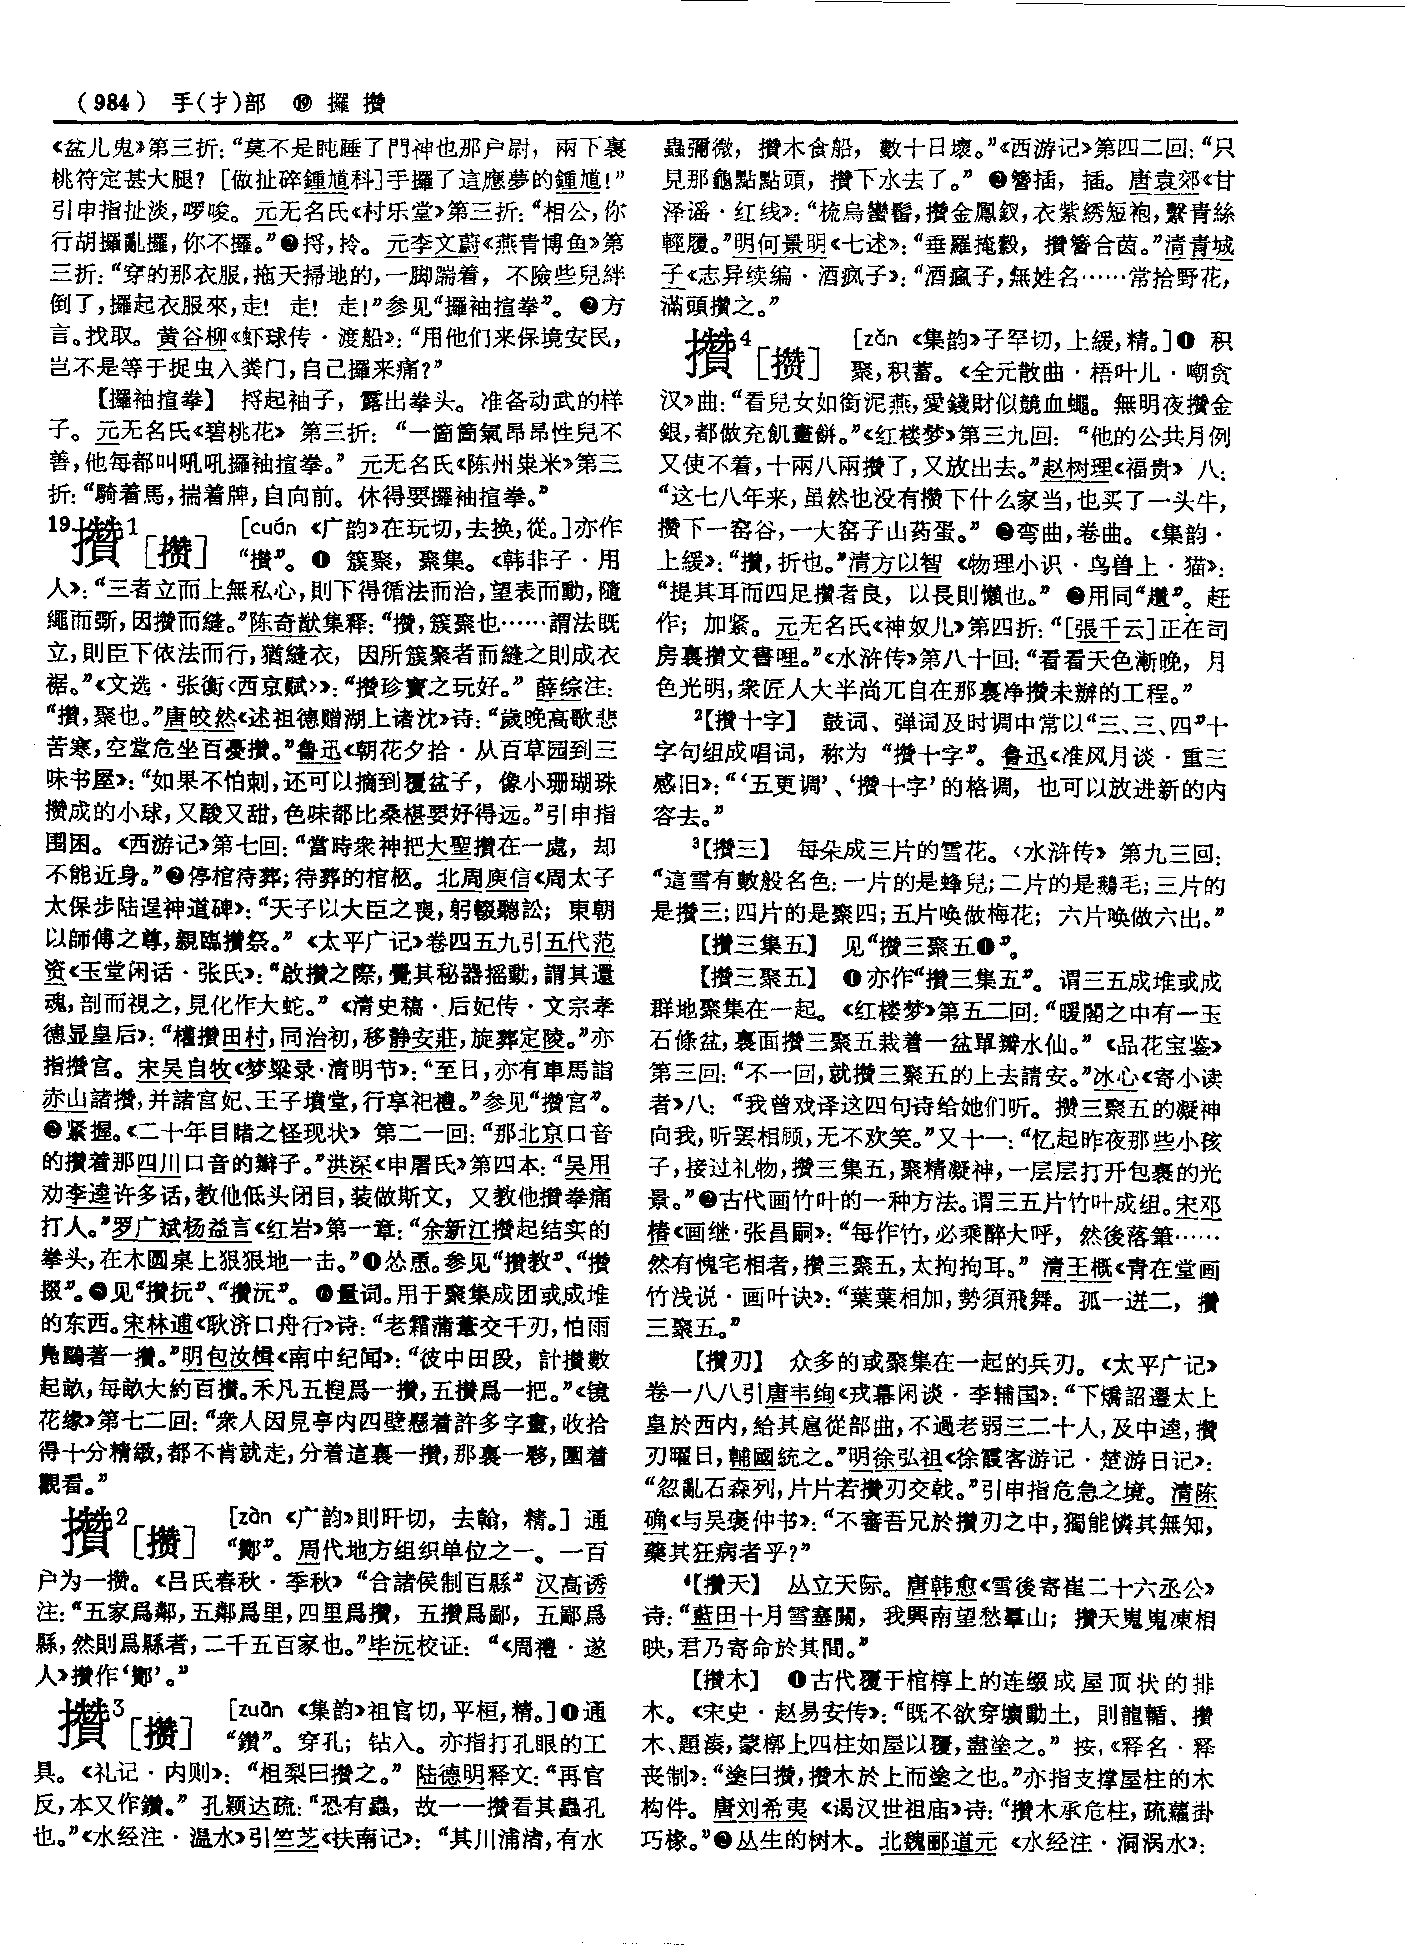 (984) 手(扌)部 ⑲ 攞 攢
《盆儿鬼》第三折：“莫不是盹睡了門神也那户尉，兩下裏
桃符定甚大腿？[做扯碎鍾馗科]手攞了這應夢的鍾馗！”
引申指扯淡，啰唆。元无名氏《村乐堂》第三折：“相公，你
行胡攞亂攞，你不攞。”❷捋，拎。元李文蔚《燕青博鱼》第
三折：“穿的那衣服，拖天掃地的，一脚踹着，不險些兒絆
倒了，攞起衣服來，走！走！走！”参见“攞袖揎拳”。❷方
言。找取。黄谷柳《虾球传·渡船》：“用他们来保境安民，
岂不是等于捉虫入粪门，自己攞来痛？”
【攞袖揎拳】 捋起袖子，露出拳头。准备动武的样
子。元无名氏《碧桃花》第三折：“一箇箇氣昂昂性兒不
善，他每都叫吼吼攞袖揎拳。”元无名氏《陈州粜米》第三
折：“騎着馬，揣着牌，自向前。休得要攞袖揎拳。”
19攢1[攒] [cuán《广韵》在玩切，去换，從。]亦作
“攅”。❶ 簇聚，聚集。《韩非子·用
人》：“三者立而上無私心，則下得循法而治，望表而動，隨
繩而斲，因攢而縫。”陈奇猷集释：“攢，簇聚也……謂法既
立，則臣下依法而行，猶縫衣，因所簇聚者而縫之則成衣
裾。”《文选·张衡〈西京赋〉》：“攢珍寶之玩好。”薛综注：
“攢，聚也。”唐皎然《述祖德赠湖上诸沈》诗：“歲晚高歌悲
苦寒，空堂危坐百憂攢。”鲁迅《朝花夕拾·从百草园到三
味书屋》：“如果不怕刺，还可以摘到覆盆子，像小珊瑚珠
攒成的小球，又酸又甜，色味都比桑椹要好得远。”引申指
围困。《西游记》第七回：“當時衆神把大聖攢在一處，却
不能近身。”❷停棺待葬；待葬的棺柩。北周庾信《周太子
太保步陆逞神道碑》：“天子以大臣之喪，躬輟聽訟；東朝
以師傅之尊，親臨攢祭。”《太平广记》卷四五九引五代范
资《玉堂闲话·张氏》：“啟攢之際，覺其秘器摇動，謂其還
魂，剖而視之，見化作大蛇。”《清史稿·后妃传·文宗孝
德显皇后》：“權攢田村，同治初，移静安莊，旋葬定陵。”亦
指攒宫。宋吴自牧《梦粱录·清明节》：“至日，亦有車馬詣
赤山諸攢，并諸宫妃、王子墳堂，行享祀禮。”参见“攢宫”。
❸紧握。《二十年目睹之怪现状》第二一回：“那北京口音
的攢着那四川口音的辮子。”洪深《申屠氏》第四本：“吴用
劝李逵许多话，教他低头闭目，装做斯文，又教他攒拳痛
打人。”罗广斌杨益言《红岩》第一章：“余新江攒起结实的
拳头，在木圆桌上狠狠地一击。”❹怂恿。参见“攢教”、“攢
掇”。❺见“攢抏”、“攢沅”。❻量词。用于聚集成团或成堆
的东西。宋林逋《耿济口舟行》诗：“老霜蒲葦交千刃，怕雨
鳧鷗著一攢。”明包汝楫《南中纪闻》：“彼中田段，計攢數
起畝，每畝大約百攢。禾凡五掜爲一攢，五攢爲一把。”《镜
花缘》第七二回：“衆人因見亭内四壁懸着許多字畫，收拾
得十分精緻，都不肯就走，分着這裏一攢，那裏一夥，圍着
觀看。”
攢2[攒] [zàn《广韵》則旰切，去翰，精。]通
“酇”。周代地方组织单位之一。一百
户为一攒。《吕氏春秋·季秋》“合諸侯制百縣”汉高诱
注：“五家爲鄰，五鄰爲里，四里爲攢，五攢爲鄙，五鄙爲
縣，然則爲縣者，二千五百家也。”毕沅校证：“《周禮·遂
人》攢作‘酇’。”
攢3[攒] [zuān《集韵》祖官切，平桓，精。]❶通
“鑽”。穿孔；钻入。亦指打孔眼的工
具。《礼记·内则》：“柤梨曰攢之。”陆德明释文：“再官
反，本又作鑽。”孔颖达疏：“恐有蟲，故一一攢看其蟲孔
也。”《水经注·温水》引竺芝《扶南记》：“其川浦渚，有水
蟲彌微，攢木食船，數十日壞。”《西游记》第四二回：“只
見那龜點點頭，攢下水去了。”❷簪插，插。唐袁郊《甘
泽谣·红线》：“梳烏蠻髻，攢金鳳釵，衣紫綉短袍，繫青絲
輕履。”明何景明《七述》：“垂羅掩縠，攢簪合茵。”清青城
子《志异续编·酒疯子》：“酒瘋子，無姓名……常拾野花，
滿頭攢之。”
攢4[攒] [zǎn《集韵》子罕切，上緩，精。]❶ 积
聚，积蓄。《全元散曲·梧叶儿·嘲贪
汉》曲：“看兒女如銜泥燕，愛錢財似競血蠅。無明夜攢金
銀，都做充飢畫餅。”《红楼梦》第三九回：“他的公共月例
又使不着，十兩八兩攢了，又放出去。”赵树理《福贵》八：
“这七八年来，虽然也没有攒下什么家当，也买了一头牛，
攒下一窑谷，一大窑子山药蛋。”❷弯曲，卷曲。《集韵·
上缓》：“攢，折也。”清方以智《物理小识·鸟兽上·猫》：
“提其耳而四足攢者良，以長則懶也。”❸用同“趲”。赶
作；加紧。元无名氏《神奴儿》第四折：“[張千云]正在司
房裏攢文書哩。”《水浒传》第八十回：“看看天色漸晚，月
色光明，衆匠人大半尚兀自在那裏净攢未辦的工程。”
2【攢十字】 鼓词、弹词及时调中常以“三、三、四”十
字句组成唱词，称为“攢十字”。鲁迅《准风月谈·重三
感旧》：“‘五更调’、‘攒十字’的格调，也可以放进新的内
容去。”
3【攢三】 每朵成三片的雪花。《水浒传》第九三回：
“這雪有數般名色：一片的是蜂兒；二片的是鵝毛；三片的
是攢三；四片的是聚四；五片唤做梅花；六片唤做六出。”
【攢三集五】 见“攢三聚五❶”。
【攢三聚五】 ❶亦作“攢三集五”。谓三五成堆或成
群地聚集在一起。《红楼梦》第五二回：“暖閣之中有一玉
石條盆，裏面攢三聚五栽着一盆單瓣水仙。”《品花宝鉴》
第三回：“不一回，就攢三聚五的上去請安。”冰心《寄小读
者》八：“我曾戏译这四句诗给她们听。攒三聚五的凝神
向我，听罢相顾，无不欢笑。”又十一：“忆起昨夜那些小孩
子，接过礼物，攒三集五，聚精凝神，一层层打开包裹的光
景。”❷古代画竹叶的一种方法。谓三五片竹叶成组。宋邓
椿《画继·张昌嗣》：“每作竹，必乘醉大呼，然後落筆……
然有愧宅相者，攢三聚五，太拘拘耳。”清王概《青在堂画
竹浅说·画叶诀》：“葉葉相加，勢須飛舞。孤一迸二，攢
三聚五。”
【攢刃】 众多的或聚集在一起的兵刃。《太平广记》
卷一八八引唐韦绚《戎幕闲谈·李辅国》：“下矯詔遷太上
皇於西内，給其扈從部曲，不過老弱三二十人，及中逵，攢
刃曜日，輔國統之。”明徐弘祖《徐霞客游记·楚游日记》：
“忽亂石森列，片片若攢刃交戟。”引申指危急之境。清陈
确《与吴裒仲书》：“不審吾兄於攢刃之中，獨能憐其無知，
藥其狂病者乎？”
4【攢天】 丛立天际。唐韩愈《雪後寄崔二十六丞公》
诗：“藍田十月雪塞關，我興南望愁羣山；攢天嵬嵬凍相
映，君乃寄命於其間。”
【攢木】 ❶古代覆于棺椁上的连缀成屋顶状的排
木。《宋史·赵易安传》：“既不欲穿壙動土，則龍輴、攢
木、題湊，蒙槨上四柱如屋以覆，盡塗之。”按，《释名·释
丧制》：“塗曰攢，攢木於上而塗之也。”亦指支撑屋柱的木
构件。唐刘希夷《谒汉世祖庙》诗：“攢木承危柱，疏蘿掛
巧椽。”❷丛生的树木。北魏郦道元《水经注·洞涡水》：